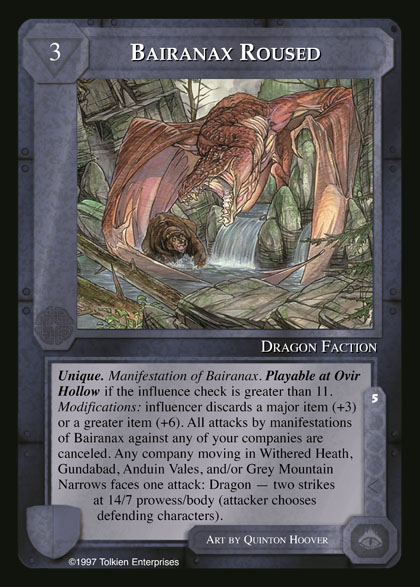 3
Bairanax Roused
Dragon Faction
Unique. Manifestation of Bairanax. Playable at Ovir
Hollow if the influence check is greater than 11.
Modifications: influencer discards a major item (+3)
or a greater item (+6). All attacks by manifestations
of Bairanax against any of your companies are
canceled. Any company moving in Withered Heath,
Gundabad, Anduin Vales, and/or Grey Mountain
Narrows faces one attack: Dragon — two strikes
at 14/7 prowess/body (attacker chooses
defending characters).
5
Art by Quinton Hoover
©1997 Tolkien Enterprises